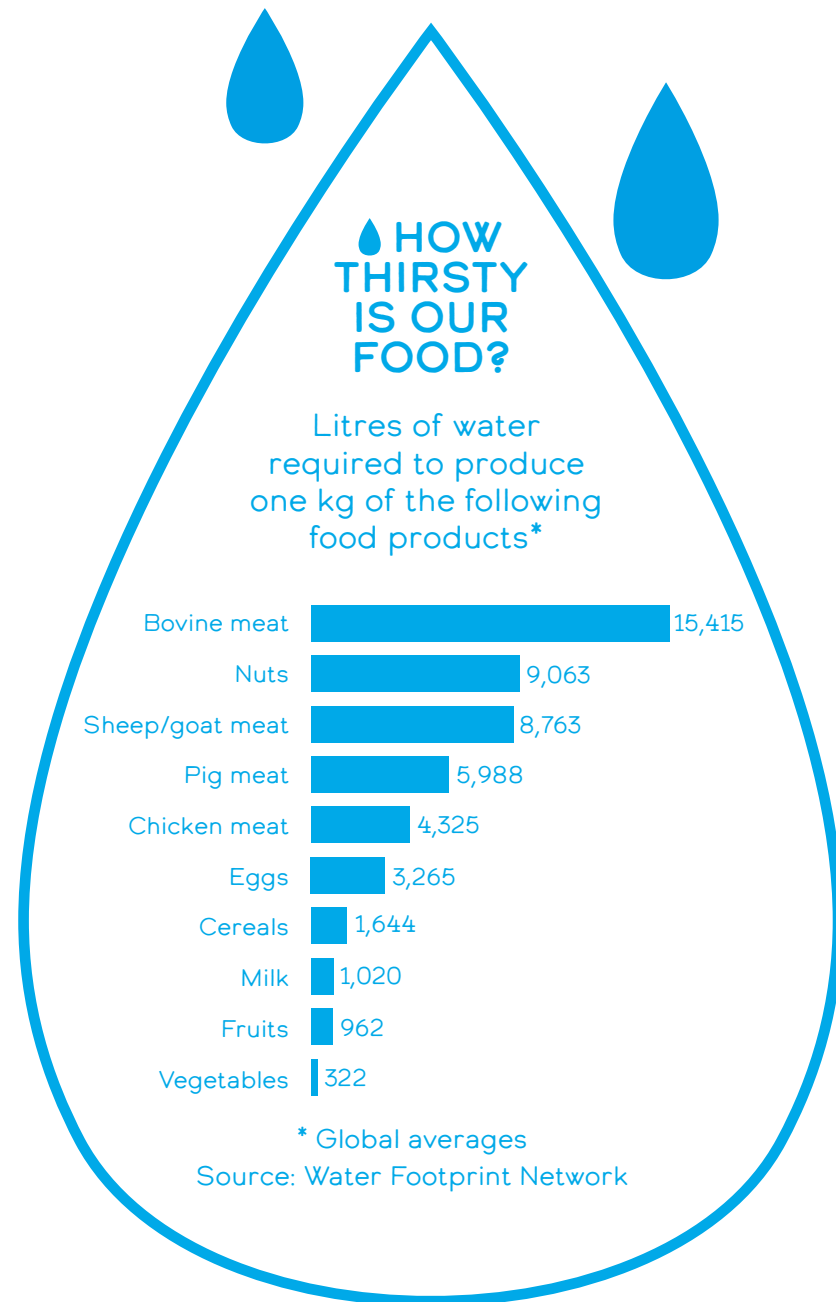 HOW
THIRSTY
IS OUR
FOOD?
Litres of water
required to produce
one kg of the following
food products*
Bovine meat 15,415
Nuts 9,063
Sheep/goat meat 8,763
Pig meat 5,988
Chicken meat 4,325
Eggs 3,265
Cereals 1,644
Milk 1,020
Fruits 962
Vegetables 322
* Global averages
Source: Water Footprint Network